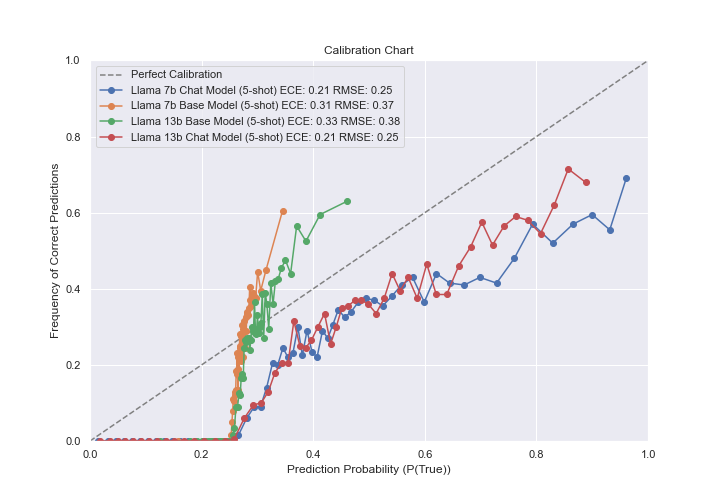 Calibration Chart
Perfect Calibration
Llama 7b Chat Model (5-shot) ECE: 0.21 RMSE: 0.25
Llama 7b Base Model (5-shot) ECE: 0.31 RMSE: 0.37
Llama 13b Base Model (5-shot) ECE: 0.33 RMSE: 0.38
Llama 13b Chat Model (5-shot) ECE: 0.21 RMSE: 0.25
Frequency of Correct Predictions
1.0
0.8
0.6
0.4
0.2
0.0
0.0 0.2 0.4 0.6 0.8 1.0
Prediction Probability (P(True))